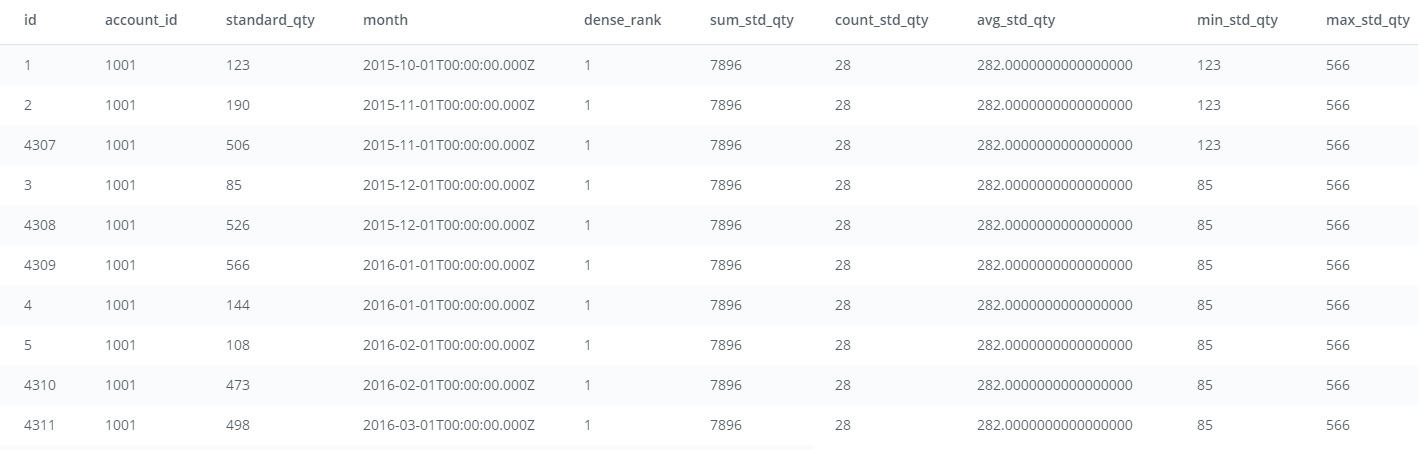 id account_id standard_qty month dense_rank sum_std_qty count_std_qty avg_std_qty min_std_qty max_std_qty
1 1001 123 2015-10-01T00:00:00.000Z 1 7896 28 282.0000000000000000 123 566
2 1001 190 2015-11-01T00:00:00.000Z 1 7896 28 282.0000000000000000 123 566
4307 1001 506 2015-11-01T00:00:00.000Z 1 7896 28 282.0000000000000000 123 566
3 1001 85 2015-12-01T00:00:00.000Z 1 7896 28 282.0000000000000000 85 566
4308 1001 526 2015-12-01T00:00:00.000Z 1 7896 28 282.0000000000000000 85 566
4309 1001 566 2016-01-01T00:00:00.000Z 1 7896 28 282.0000000000000000 85 566
4 1001 144 2016-01-01T00:00:00.000Z 1 7896 28 282.0000000000000000 85 566
5 1001 108 2016-02-01T00:00:00.000Z 1 7896 28 282.0000000000000000 85 566
4310 1001 473 2016-02-01T00:00:00.000Z 1 7896 28 282.0000000000000000 85 566
4311 1001 498 2016-03-01T00:00:00.000Z 1 7896 28 282.0000000000000000 85 566